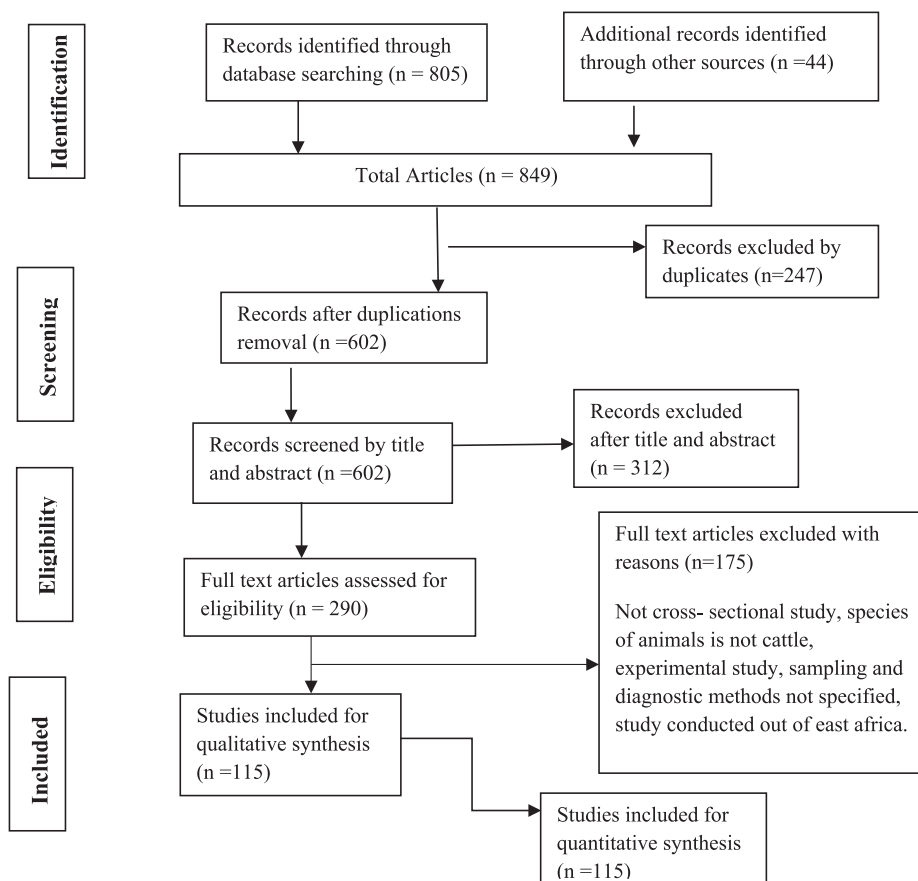 Identification
Records identified through
database searching (n = 805)
Additional records identified
through other sources (n =44)
Total Articles (n = 849)
Records excluded by
duplicates (n=247)
Screening
Records after duplications
removal (n =602)
Records screened by title
and abstract (n =602)
Records excluded
after title and abstract
(n = 312)
Eligibility
Full text articles assessed for
eligibility (n = 290)
Full text articles excluded with
reasons (n=175)
Not cross- sectional study, species
of animals is not cattle,
experimental study, sampling and
diagnostic methods not specified,
study conducted out of east africa.
Included
Studies included for
qualitative synthesis
(n =115)
Studies included for
quantitative synthesis
(n =115)